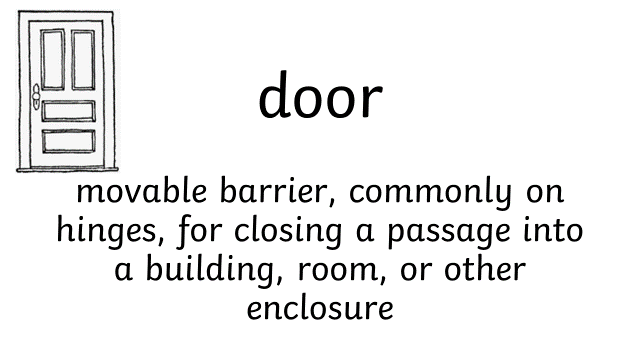 door
movable barrier, commonly on
hinges, for closing a passage into
a building, room, or other
enclosure